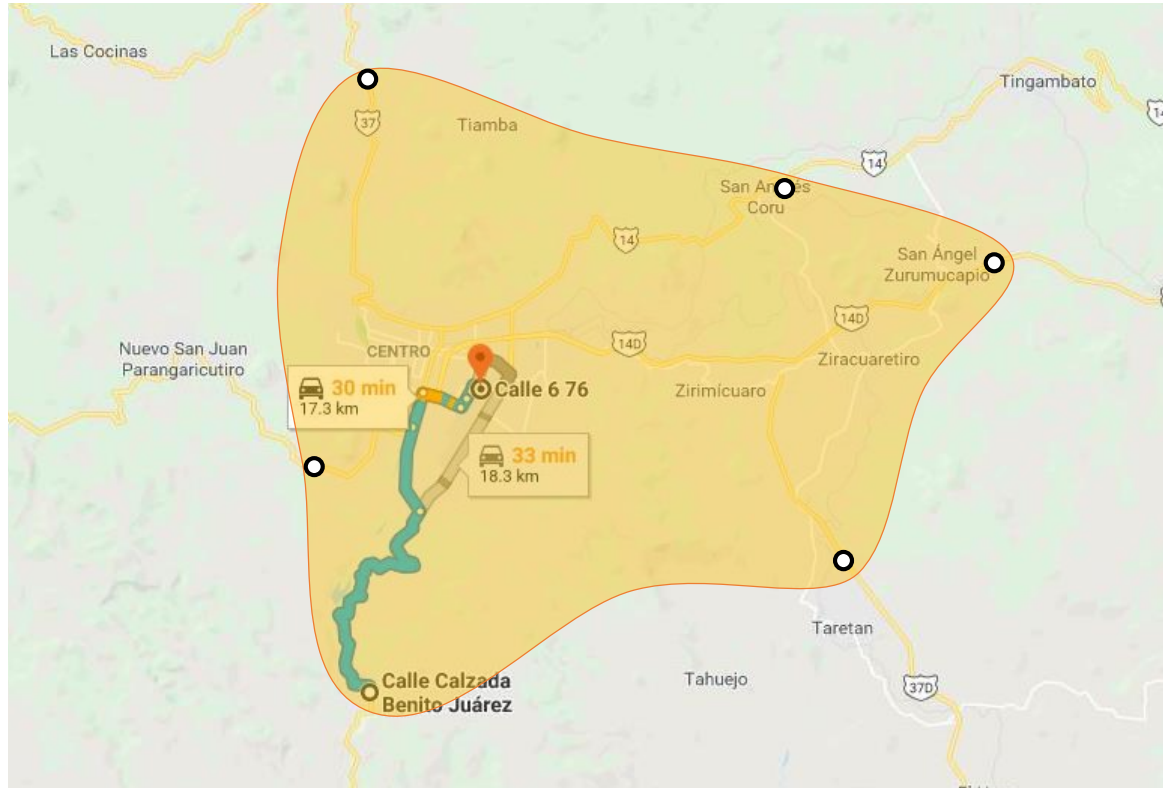 Las Cocinas
Tingambato
37
Tiamba
14
San Andrés
Coru
14
San Ángel
Zurumucapio
14D
14D
CENTRO
Nuevo San Juan
Parangaricutiro
Ziracuaretiro
30 min
17.3 km
Calle 6 76
Zirimícuaro
33 min
18.3 km
Taretan
Calle Calzada
Benito Juárez
Tahuejo
37D